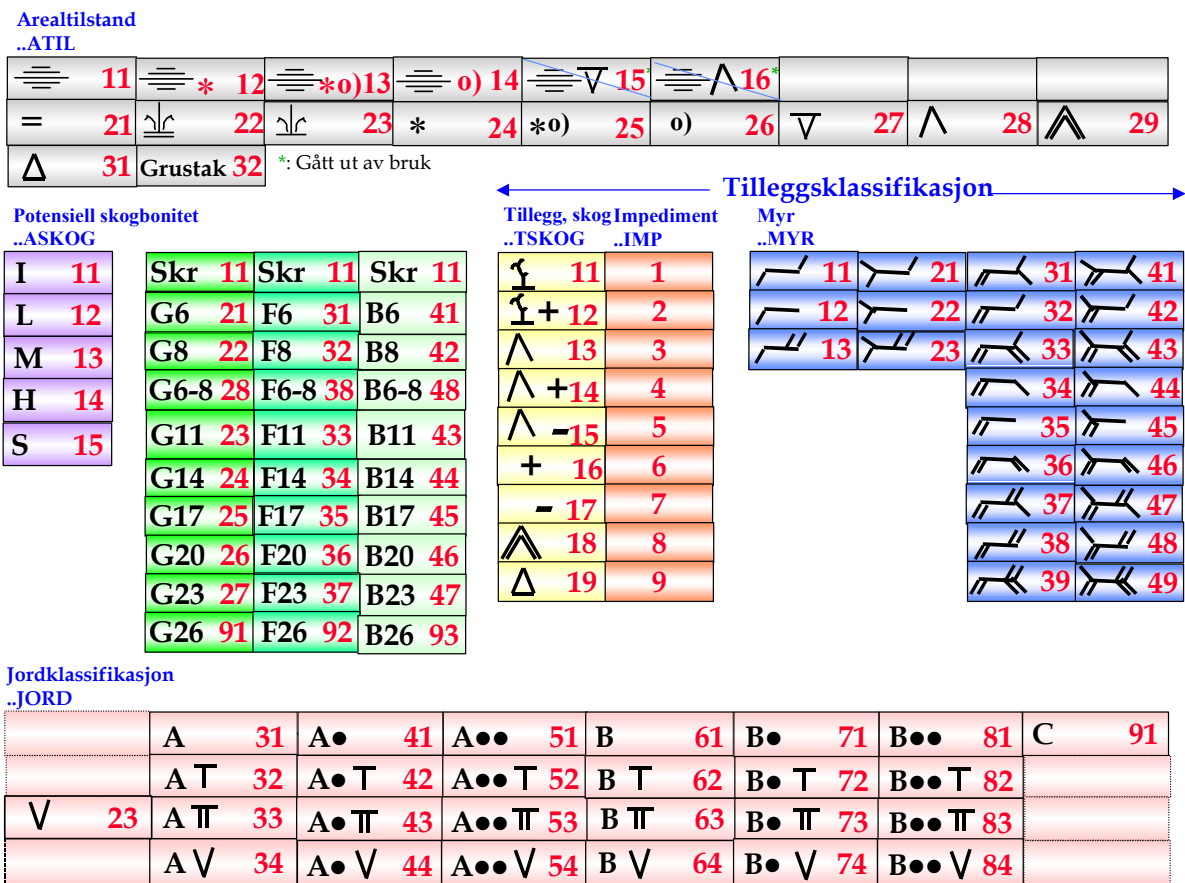 Arealtilstand
..ATIL
11 * 12 *o) 13 o) 14 15* 16*
= 21 22 23 * 24 *o) 25 o) 26 27 28 29
Δ 31 Grustak 32 *: Gått ut av bruk
Tilleggsklassifikasjon
Potensiell skogbonitet Tillegg, skog Impediment Myr
..ASKOG ..TSKOG ..IMP ..MYR
I 11 Skr 11 Skr 11 Skr 11 11 1 11 21 31 41
L 12 G6 21 F6 31 B6 41 + 12 2 12 22 32 42
M 13 G8 22 F8 32 B8 42 13 3 13 23 33 43
H 14 G6-8 28 F6-8 38 B6-8 48 + 14 4 34 44
S 15 G11 23 F11 33 B11 43 - 15 5 35 45
G14 24 F14 34 B14 44 + 16 6 36 46
G17 25 F17 35 B17 45 - 17 7 37 47
G20 26 F20 36 B20 46 18 8 38 48
G23 27 F23 37 B23 47 Δ 19 9 39 49
G26 91 F26 92 B26 93
Jordklassifikasjon
..JORD
A 31 A● 41 A●● 51 B 61 B● 71 B●● 81 C 91
A T 32 A● T 42 A●● T 52 B T 62 B● T 72 B●● T 82
V 23 A TT 33 A● TT 43 A●● TT 53 B TT 63 B● TT 73 B●● TT 83
A V 34 A● V 44 A●● V 54 B V 64 B● V 74 B●● V 84